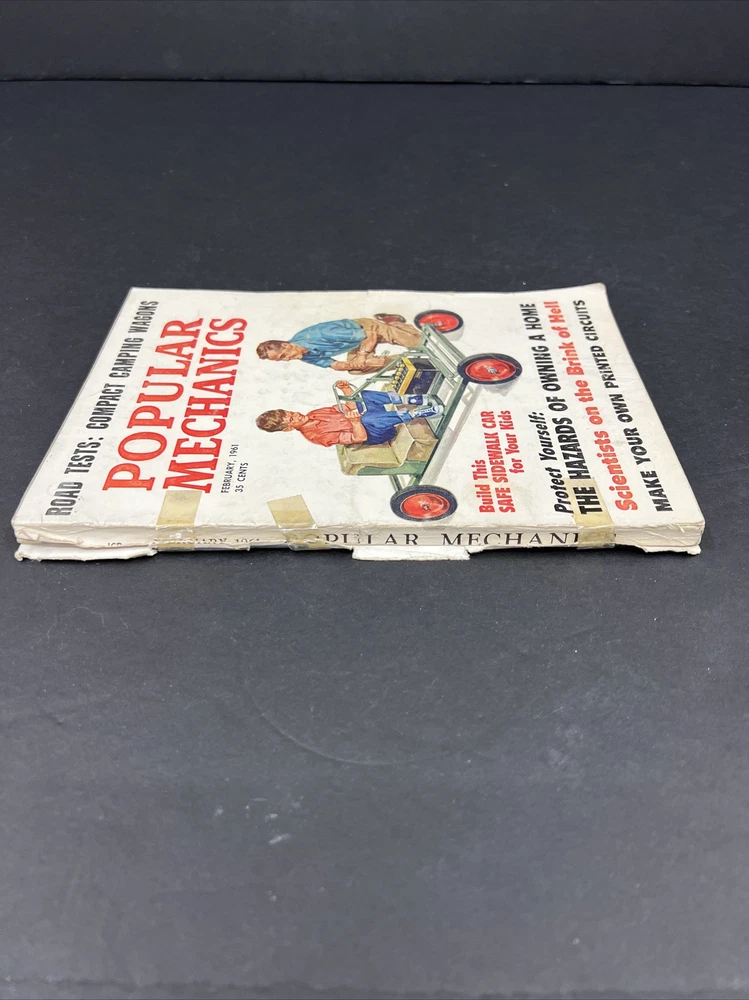 ROAD TESTS: COMPACT CAMPING WAGONS
POPULAR
MECHANICS
FEBRUARY, 1961
35 CENTS
Build This
SAFE SIDEWALK CAR
for Your Kids
Protect Yourself:
THE HAZARDS OF OWNING A HOME
Scientists on the Brink of Hell
MAKE YOUR OWN PRINTED CIRCUITS
POPULAR MECHANI